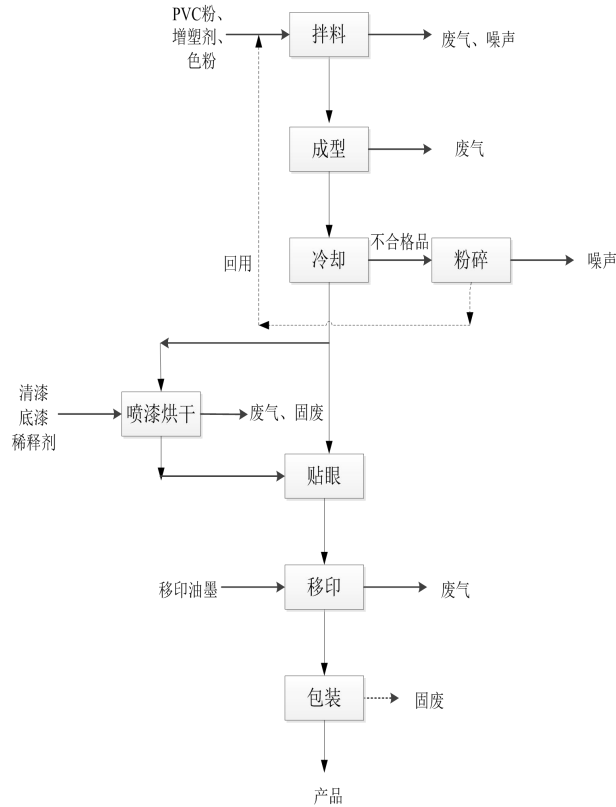 PVC粉、
增塑剂、
色粉
拌料
废气、噪声
成型
废气
冷却
不合格品
粉碎
噪声
回用
清漆
底漆
稀释剂
喷漆烘干
废气、固废
贴眼
移印油墨
移印
废气
包装
固废
产品